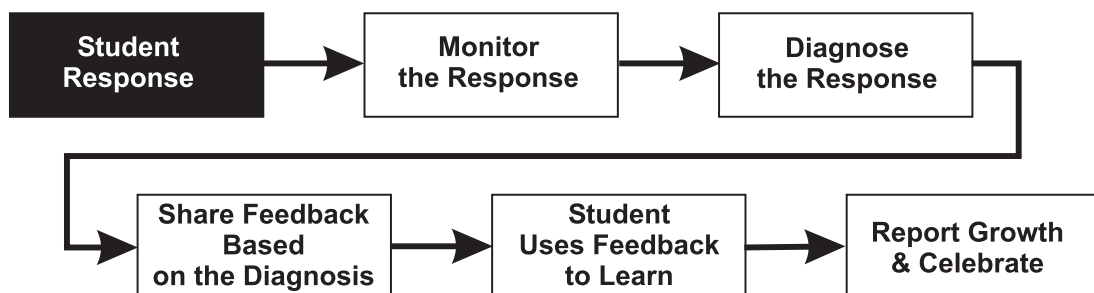 Student
Response
Monitor
the Response
Diagnose
the Response
Share Feedback
Based
on the Diagnosis
Student
Uses Feedback
to Learn
Report Growth
& Celebrate